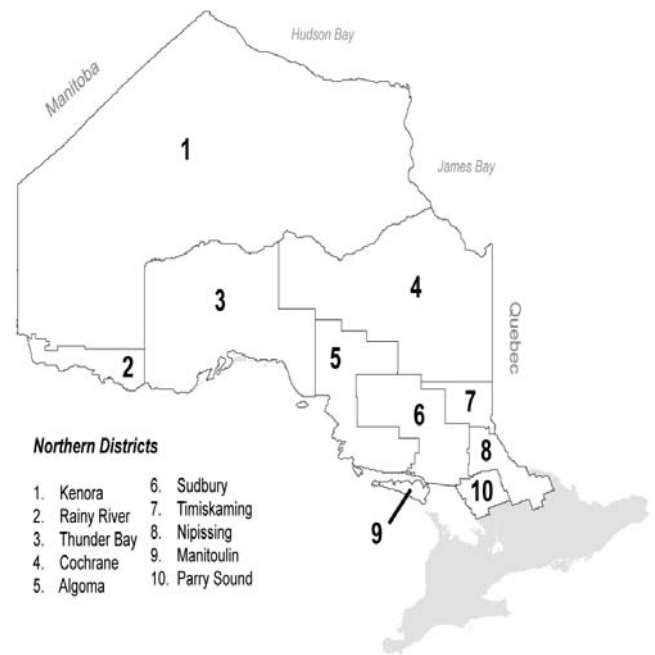 Hudson Bay
Manitoba
1
James Bay
3
4
Quebec
5
2
7
6
8
10
9
Northern Districts
1. Kenora
2. Rainy River
3. Thunder Bay
4. Cochrane
5. Algoma
6. Sudbury
7. Timiskaming
8. Nipissing
9. Manitoulin
10. Parry Sound